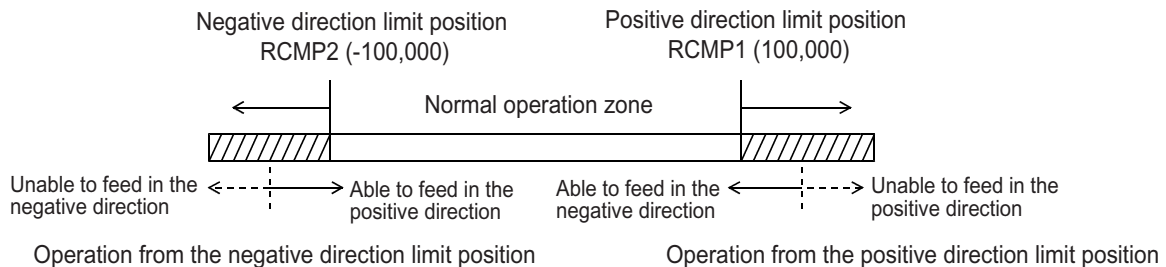 Negative direction limit position
RCMP2 (-100,000)
Positive direction limit position
RCMP1 (100,000)
Normal operation zone
Unable to feed in the
negative direction
Able to feed in the
positive direction
Able to feed in the
negative direction
Unable to feed in the
positive direction
Operation from the negative direction limit position
Operation from the positive direction limit position